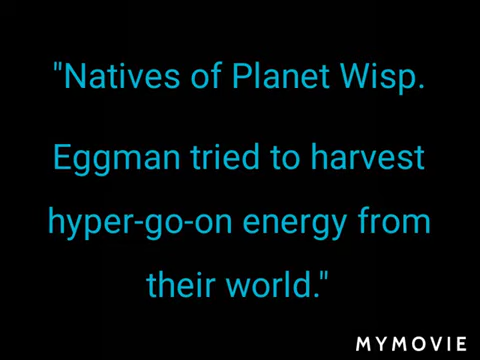 "Natives of Planet Wisp.
Eggman tried to harvest
hyper-go-on energy from
their world."
MYMOVIE